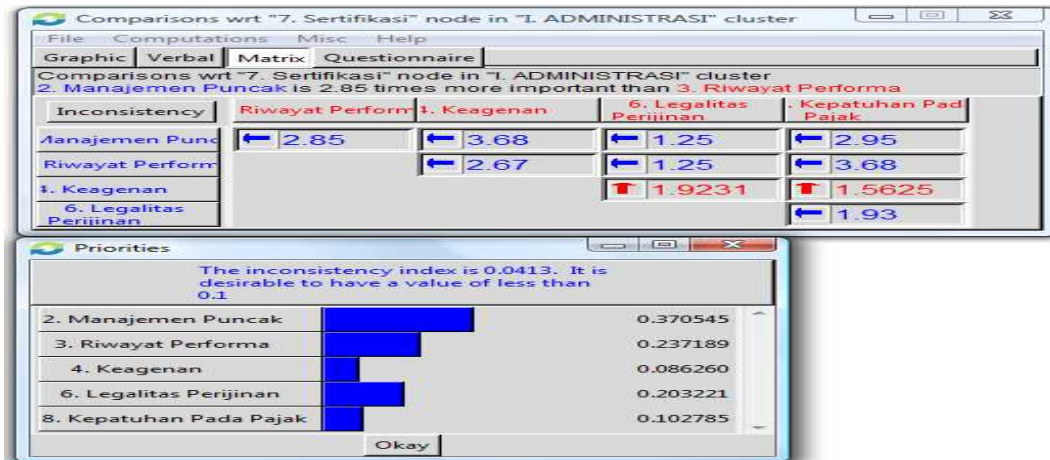 Comparisons wrt "7. Sertifikasi" node in "I. ADMINISTRASI" cluster
File Computations Misc Help
Graphic Verbal Matrix Questionnaire
Comparisons wrt "7. Sertifikasi" node in "I. ADMINISTRASI" cluster
2. Manajemen Puncak is 2.85 times more important than 3. Riwayat Performa
Inconsistency Riwayat Perform 4. Keagenan 6. Legalitas Perijinan . Kepatuhan Pad Pajak
Manajemen Punc 2.85 3.68 1.25 2.95
Riwayat Perform 2.67 1.25 3.68
4. Keagenan 1.9231 1.5625
6. Legalitas Perijinan 1.93
Priorities
The inconsistency index is 0.0413. It is
desirable to have a value of less than
0.1
2. Manajemen Puncak 0.370545
3. Riwayat Performa 0.237189
4. Keagenan 0.086260
6. Legalitas Perijinan 0.203221
8. Kepatuhan Pada Pajak 0.102785
Okay